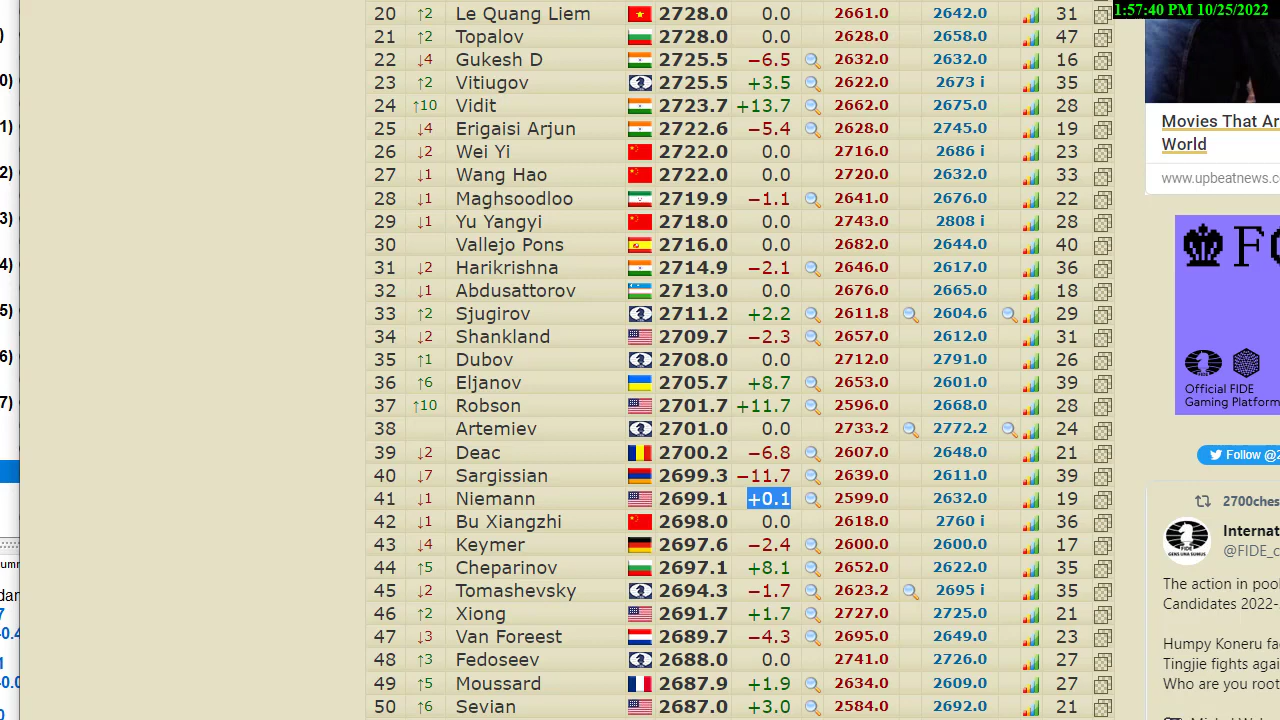 1:57:40 PM 10/25/2022
20 ↑2 Le Quang Liem 2728.0 0.0 2661.0 2642.0 31
21 ↑2 Topalov 2728.0 0.0 2628.0 2658.0 47
22 ↓4 Gukesh D 2725.5 −6.5 2632.0 2632.0 16
23 ↑2 Vitiugov 2725.5 +3.5 2622.0 2673 i 35
24 ↑10 Vidit 2723.7 +13.7 2662.0 2675.0 28
25 ↓4 Erigaisi Arjun 2722.6 −5.4 2628.0 2745.0 19
26 ↓2 Wei Yi 2722.0 0.0 2716.0 2686 i 23
27 ↓1 Wang Hao 2722.0 0.0 2720.0 2632.0 33
28 ↓1 Maghsoodloo 2719.9 −1.1 2641.0 2676.0 22
29 ↓1 Yu Yangyi 2718.0 0.0 2743.0 2808 i 28
30 Vallejo Pons 2716.0 0.0 2682.0 2644.0 40
31 ↓2 Harikrishna 2714.9 −2.1 2646.0 2617.0 36
32 ↓1 Abdusattorov 2713.0 0.0 2676.0 2665.0 18
33 ↑2 Sjugirov 2711.2 +2.2 2611.8 2604.6 29
34 ↓2 Shankland 2709.7 −2.3 2657.0 2612.0 31
35 ↑1 Dubov 2708.0 0.0 2712.0 2791.0 26
36 ↑6 Eljanov 2705.7 +8.7 2653.0 2601.0 39
37 ↑10 Robson 2701.7 +11.7 2596.0 2668.0 28
38 Artemiev 2701.0 0.0 2733.2 2772.2 24
39 ↓2 Deac 2700.2 −6.8 2607.0 2648.0 21
40 ↓7 Sargissian 2699.3 −11.7 2639.0 2611.0 39
41 ↓1 Niemann 2699.1 +0.1 2599.0 2632.0 19
42 ↓1 Bu Xiangzhi 2698.0 0.0 2618.0 2760 i 36
43 ↓4 Keymer 2697.6 −2.4 2600.0 2600.0 17
44 ↑5 Cheparinov 2697.1 +8.1 2652.0 2622.0 35
45 ↓2 Tomashevsky 2694.3 −1.7 2623.2 2695 i 35
46 ↑2 Xiong 2691.7 +1.7 2727.0 2725.0 21
47 ↓3 Van Foreest 2689.7 −4.3 2695.0 2649.0 23
48 ↑3 Fedoseev 2688.0 0.0 2741.0 2726.0 27
49 ↑5 Moussard 2687.9 +1.9 2634.0 2609.0 27
50 ↑6 Sevian 2687.0 +3.0 2584.0 2692.0 21
Movies That Ar
World
www.upbeatnews.c
F
Official FIDE
Gaming Platform
Follow @2
2700ches
Internat
@FIDE_c
The action in pool
Candidates 2022-
Humpy Koneru fa
Tingjie fights agai
Who are you root